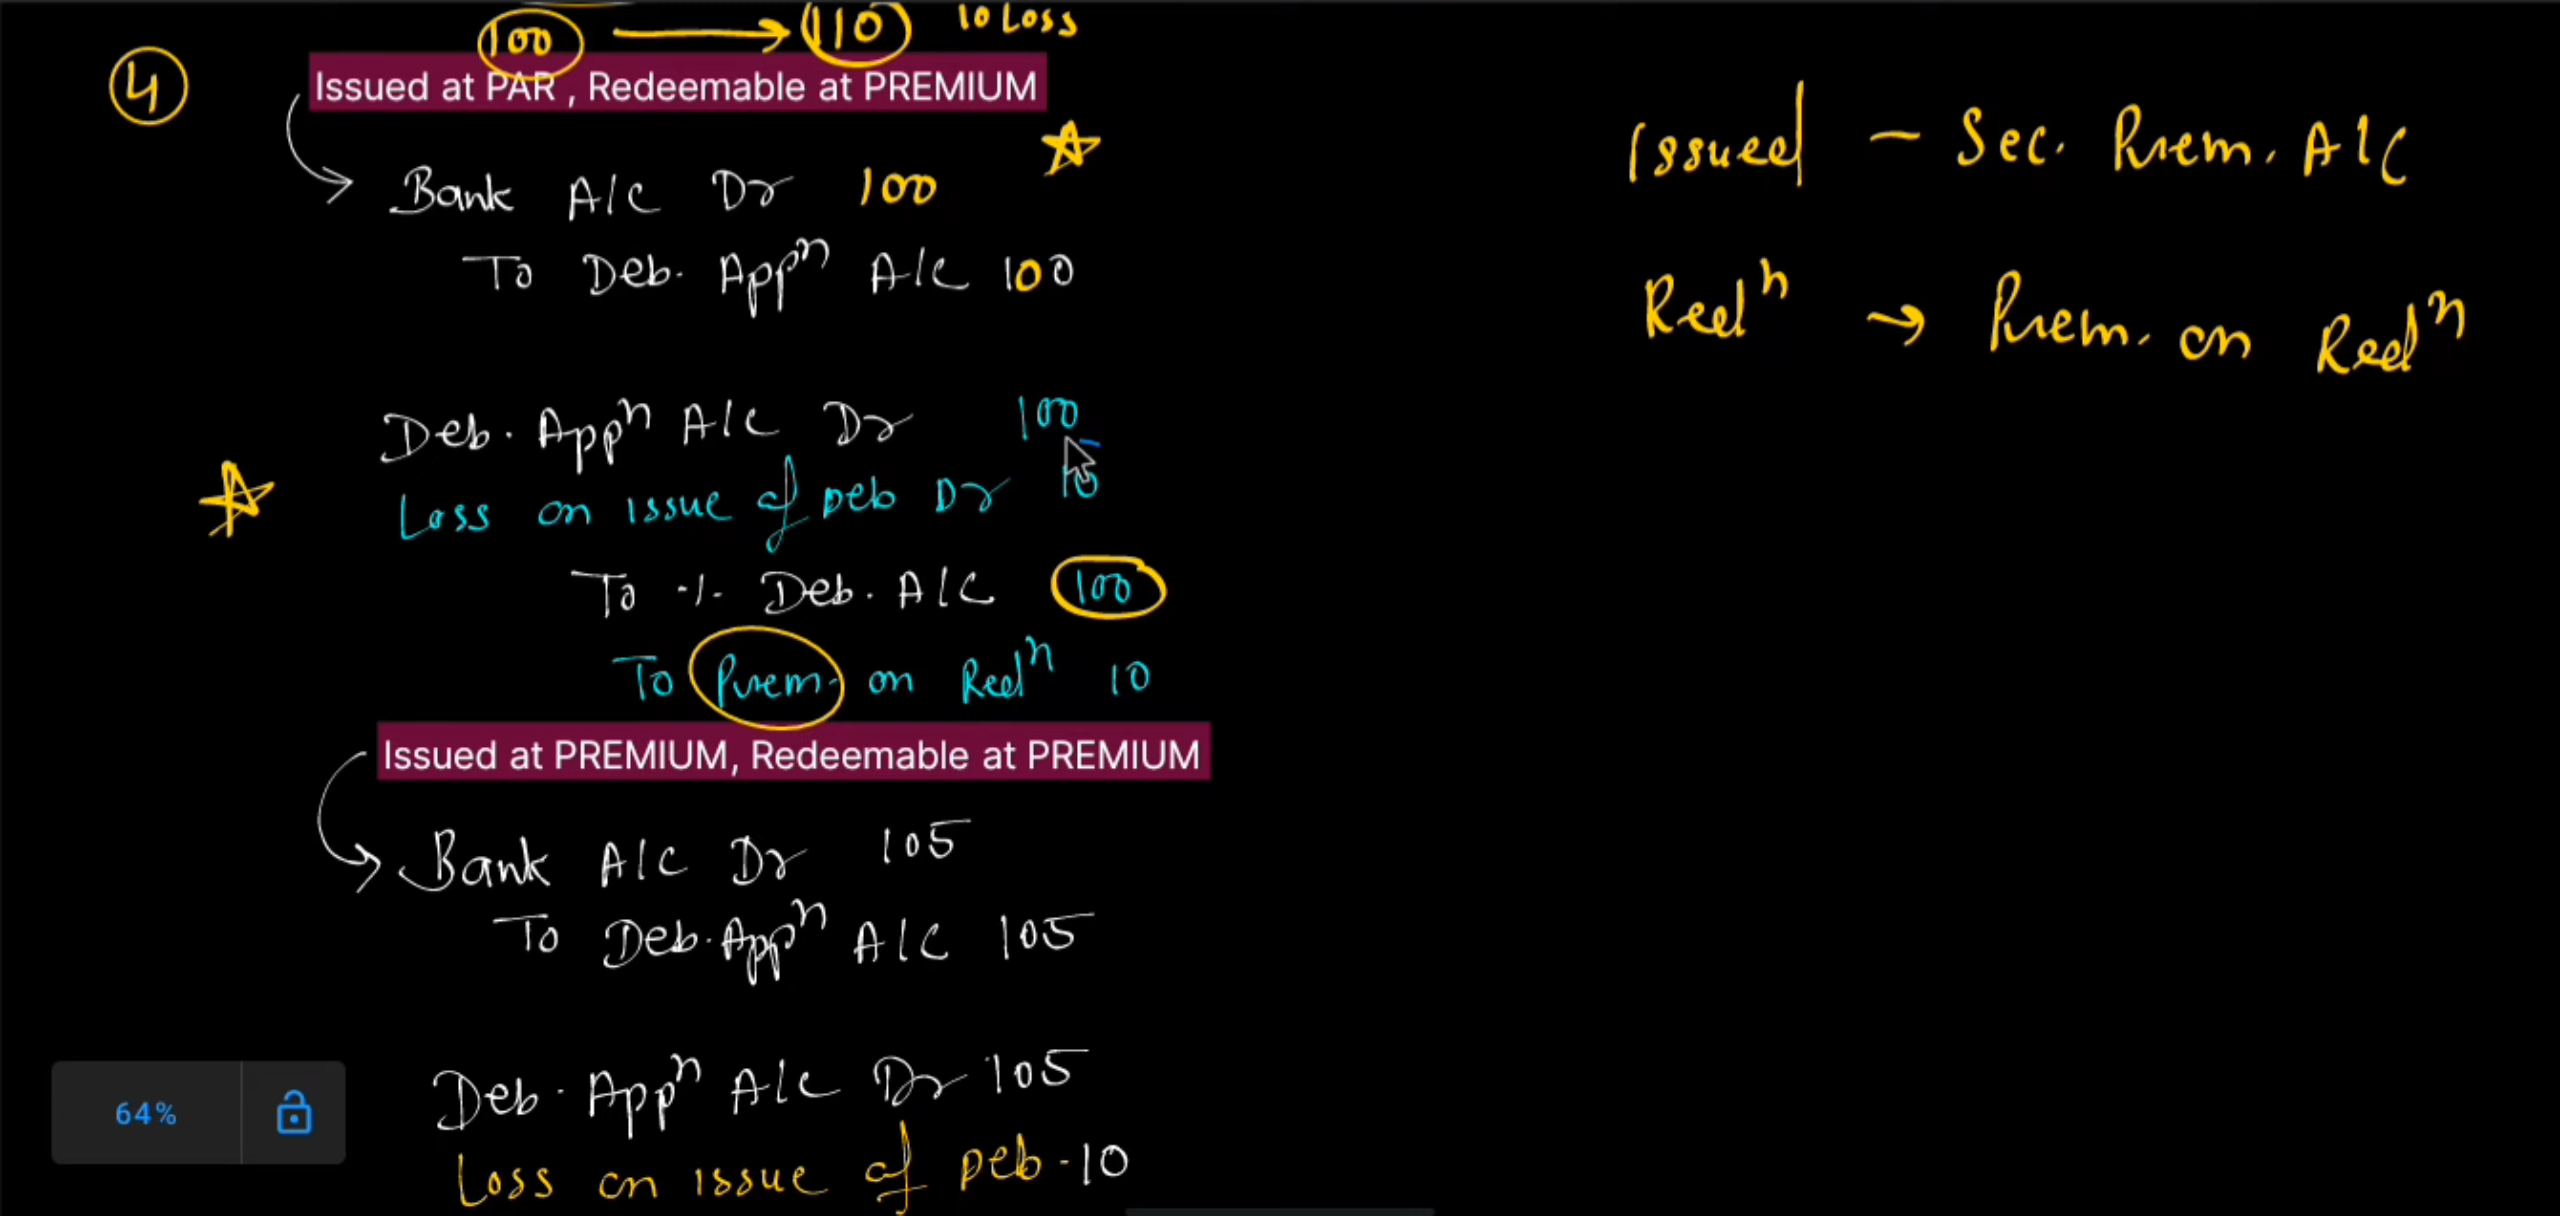 100 → 110 10 Loss
4 Issued at PAR , Redeemable at PREMIUM
Bank A/C Dr 100
To Deb. Appⁿ A/C 100
Deb. Appⁿ A/C Dr 100
Loss on issue of Deb Dr 10
To -/- Deb. A/C 100
To Prem. on Redⁿ 10
Issued at PREMIUM, Redeemable at PREMIUM
Bank A/C Dr 105
To Deb. Appⁿ A/C 105
Deb. Appⁿ A/C Dr 105
Loss on issue of Deb - 10
64%
Issued - Sec. Prem. A/C
Redⁿ → Prem. on Redⁿ